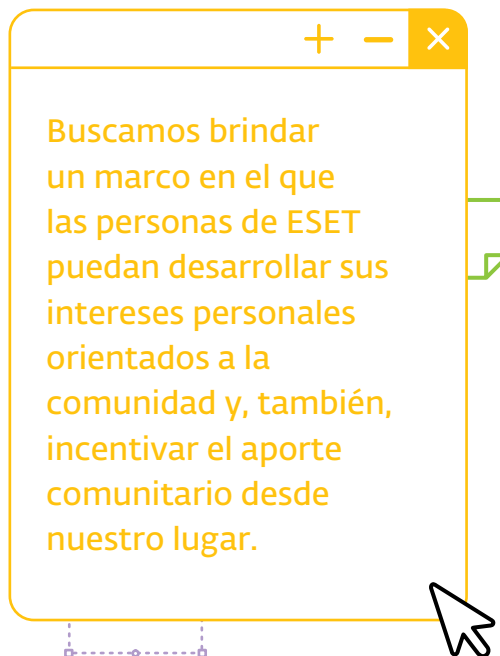 Buscamos brindar
un marco en el que
las personas de ESET
puedan desarrollar sus
intereses personales
orientados a la
comunidad y, también,
incentivar el aporte
comunitario desde
nuestro lugar.